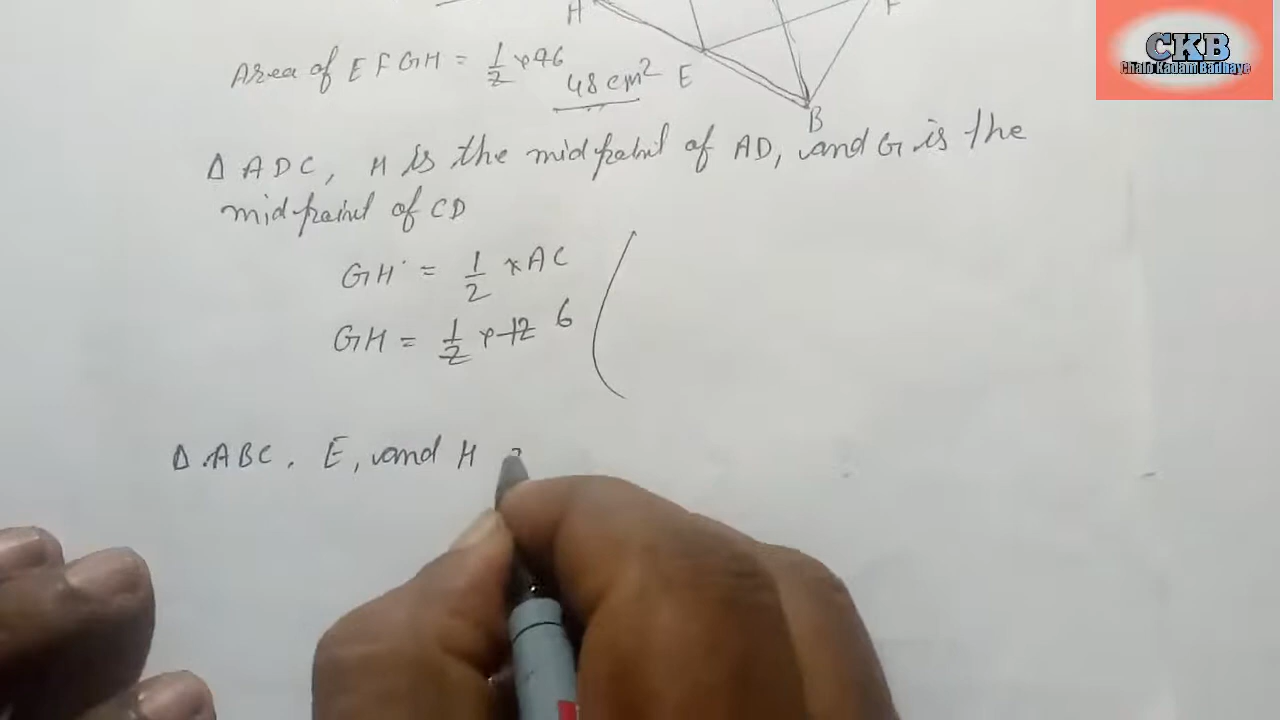 H
F
Area of EFGH = 1/2 × 96
48 cm² E
B
Δ ADC, H is the midpoint of AD, and G is the
midpoint of CD
GH = 1/2 × AC
GH = 1/2 × 12 6
Δ ABC. E, and H
CKB
Chalo Kadam Badhaye